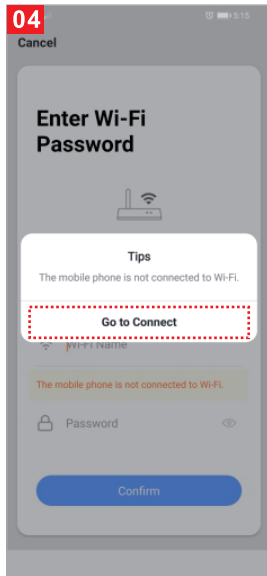 04
5:15
Cancel
Enter Wi-Fi
Password
Tips
The mobile phone is not connected to Wi-Fi.
Go to Connect
Wi-Fi Name
The mobile phone is not connected to Wi-Fi.
Password
Confirm